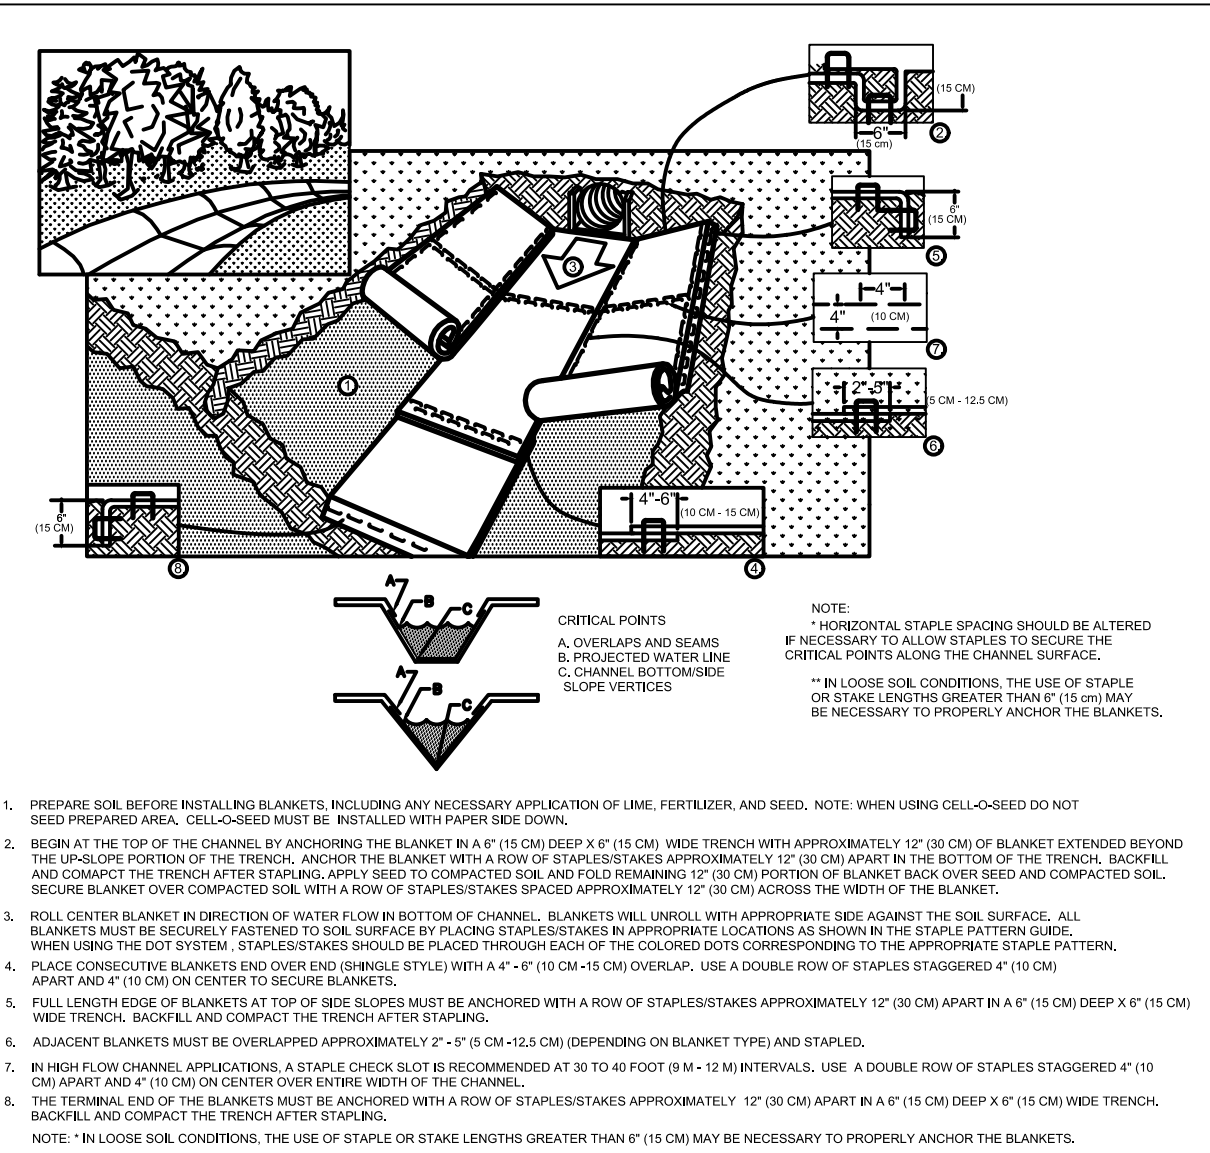 (15 CM)
6"
(15 cm)
2
6"
(15 CM)
5
3
4"
4"
(10 CM)
7
1
2"-5"
(5 CM - 12.5 CM)
6
4"-6"
(10 CM - 15 CM)
4
6"
(15 CM)
8
A
B
C
A
B
C
CRITICAL POINTS
A. OVERLAPS AND SEAMS
B. PROJECTED WATER LINE
C. CHANNEL BOTTOM/SIDE
SLOPE VERTICES
NOTE:
* HORIZONTAL STAPLE SPACING SHOULD BE ALTERED
IF NECESSARY TO ALLOW STAPLES TO SECURE THE
CRITICAL POINTS ALONG THE CHANNEL SURFACE.
** IN LOOSE SOIL CONDITIONS, THE USE OF STAPLE
OR STAKE LENGTHS GREATER THAN 6" (15 cm) MAY
BE NECESSARY TO PROPERLY ANCHOR THE BLANKETS.
1. PREPARE SOIL BEFORE INSTALLING BLANKETS, INCLUDING ANY NECESSARY APPLICATION OF LIME, FERTILIZER, AND SEED. NOTE: WHEN USING CELL-O-SEED DO NOT
SEED PREPARED AREA. CELL-O-SEED MUST BE INSTALLED WITH PAPER SIDE DOWN.
2. BEGIN AT THE TOP OF THE CHANNEL BY ANCHORING THE BLANKET IN A 6" (15 CM) DEEP X 6" (15 CM) WIDE TRENCH WITH APPROXIMATELY 12" (30 CM) OF BLANKET EXTENDED BEYOND
THE UP-SLOPE PORTION OF THE TRENCH. ANCHOR THE BLANKET WITH A ROW OF STAPLES/STAKES APPROXIMATELY 12" (30 CM) APART IN THE BOTTOM OF THE TRENCH. BACKFILL
AND COMAPCT THE TRENCH AFTER STAPLING. APPLY SEED TO COMPACTED SOIL AND FOLD REMAINING 12" (30 CM) PORTION OF BLANKET BACK OVER SEED AND COMPACTED SOIL.
SECURE BLANKET OVER COMPACTED SOIL WITH A ROW OF STAPLES/STAKES SPACED APPROXIMATELY 12" (30 CM) ACROSS THE WIDTH OF THE BLANKET.
3. ROLL CENTER BLANKET IN DIRECTION OF WATER FLOW IN BOTTOM OF CHANNEL. BLANKETS WILL UNROLL WITH APPROPRIATE SIDE AGAINST THE SOIL SURFACE. ALL
BLANKETS MUST BE SECURELY FASTENED TO SOIL SURFACE BY PLACING STAPLES/STAKES IN APPROPRIATE LOCATIONS AS SHOWN IN THE STAPLE PATTERN GUIDE.
WHEN USING THE DOT SYSTEM , STAPLES/STAKES SHOULD BE PLACED THROUGH EACH OF THE COLORED DOTS CORRESPONDING TO THE APPROPRIATE STAPLE PATTERN.
4. PLACE CONSECUTIVE BLANKETS END OVER END (SHINGLE STYLE) WITH A 4" - 6" (10 CM -15 CM) OVERLAP. USE A DOUBLE ROW OF STAPLES STAGGERED 4" (10 CM)
APART AND 4" (10 CM) ON CENTER TO SECURE BLANKETS.
5. FULL LENGTH EDGE OF BLANKETS AT TOP OF SIDE SLOPES MUST BE ANCHORED WITH A ROW OF STAPLES/STAKES APPROXIMATELY 12" (30 CM) APART IN A 6" (15 CM) DEEP X 6" (15 CM)
WIDE TRENCH. BACKFILL AND COMPACT THE TRENCH AFTER STAPLING.
6. ADJACENT BLANKETS MUST BE OVERLAPPED APPROXIMATELY 2" - 5" (5 CM -12.5 CM) (DEPENDING ON BLANKET TYPE) AND STAPLED.
7. IN HIGH FLOW CHANNEL APPLICATIONS, A STAPLE CHECK SLOT IS RECOMMENDED AT 30 TO 40 FOOT (9 M - 12 M) INTERVALS. USE A DOUBLE ROW OF STAPLES STAGGERED 4" (10
CM) APART AND 4" (10 CM) ON CENTER OVER ENTIRE WIDTH OF THE CHANNEL.
8. THE TERMINAL END OF THE BLANKETS MUST BE ANCHORED WITH A ROW OF STAPLES/STAKES APPROXIMATELY 12" (30 CM) APART IN A 6" (15 CM) DEEP X 6" (15 CM) WIDE TRENCH.
BACKFILL AND COMPACT THE TRENCH AFTER STAPLING.
NOTE: * IN LOOSE SOIL CONDITIONS, THE USE OF STAPLE OR STAKE LENGTHS GREATER THAN 6" (15 CM) MAY BE NECESSARY TO PROPERLY ANCHOR THE BLANKETS.